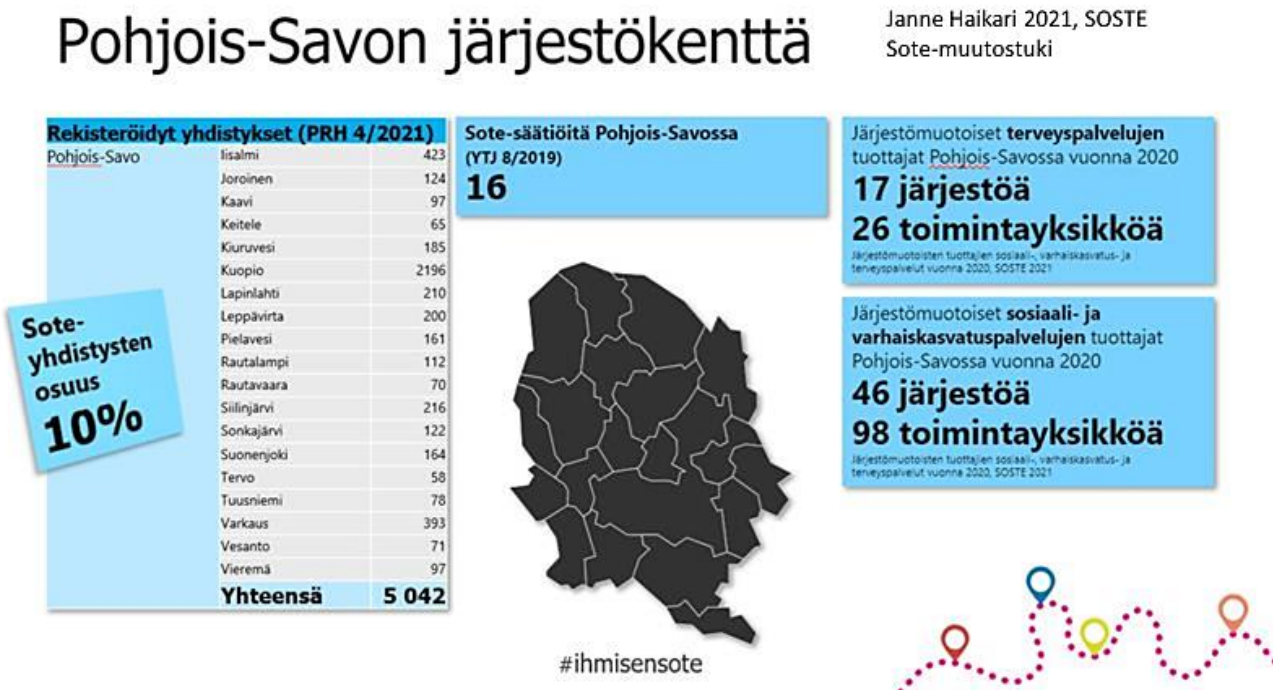 Pohjois-Savon järjestökenttä
Janne Haikari 2021, SOSTE
Sote-muutostuki
Rekisteröidyt yhdistykset (PRH 4/2021)
Pohjois-Savo Iisalmi 423
Joroinen 124
Kaavi 97
Keitele 65
Kiuruvesi 185
Kuopio 2196
Lapinlahti 210
Leppävirta 200
Pielavesi 161
Rautalampi 112
Rautavaara 70
Siilinjärvi 216
Sonkajärvi 122
Suonenjoki 164
Tervo 58
Tuusniemi 78
Varkaus 393
Vesanto 71
Vieremä 97
Yhteensä 5 042
Sote-
yhdistysten
osuus
10%
Sote-säätiöitä Pohjois-Savossa
(YTJ 8/2019)
16
#ihmisensote
Järjestömuotoiset terveyspalvelujen
tuottajat Pohjois-Savossa vuonna 2020
17 järjestöä
26 toimintayksikköä
Järjestömuotoisten tuottajien sosiaali-, varhaiskasvatus- ja
terveyspalvelut vuonna 2020, SOSTE 2021
Järjestömuotoiset sosiaali- ja
varhaiskasvatuspalvelujen tuottajat
Pohjois-Savossa vuonna 2020
46 järjestöä
98 toimintayksikköä
Järjestömuotoisten tuottajien sosiaali-, varhaiskasvatus- ja
terveyspalvelut vuonna 2020, SOSTE 2021